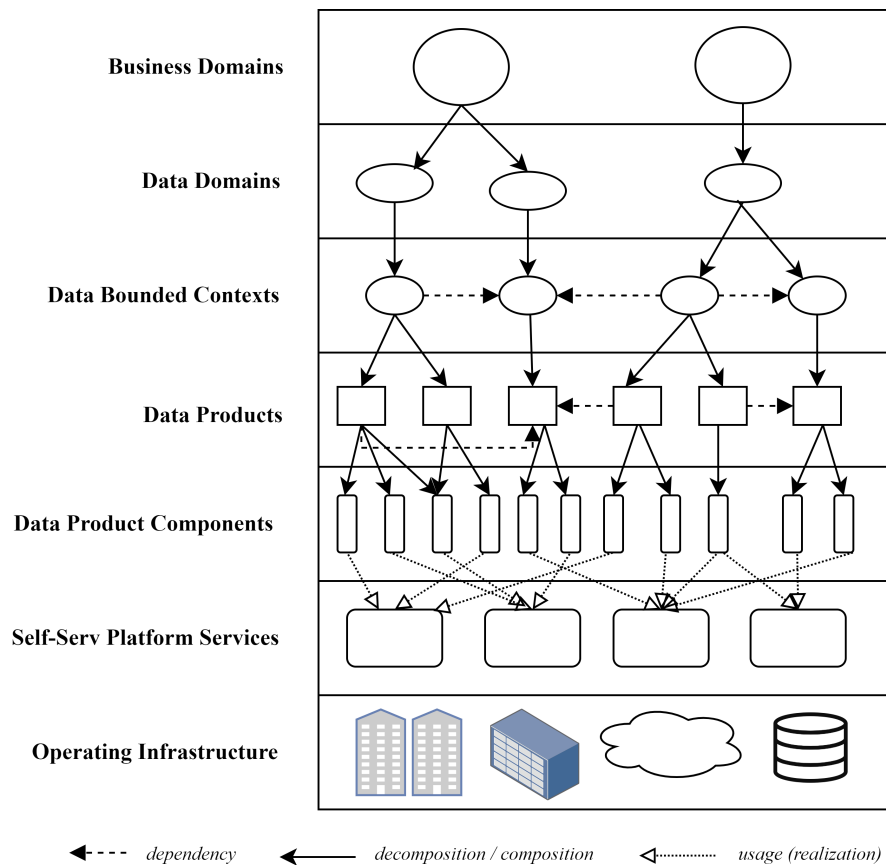 Business Domains
Data Domains
Data Bounded Contexts
Data Products
Data Product Components
Self-Serv Platform Services
Operating Infrastructure
dependency
decomposition / composition
usage (realization)